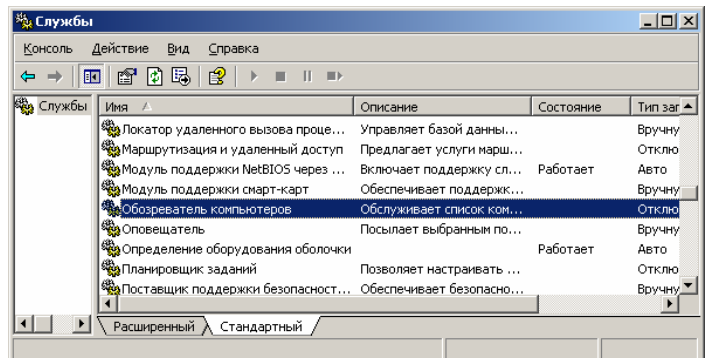 Службы
Консоль Действие Вид Справка
Службы
Имя Описание Состояние Тип заг
Локатор удаленного вызова проце... Управляет базой данны... Вручну
Маршрутизация и удаленный доступ Предлагает услуги марш... Отклю
Модуль поддержки NetBIOS через ... Включает поддержку сл... Работает Авто
Модуль поддержки смарт-карт Обеспечивает поддержк... Вручну
Обозреватель компьютеров Обслуживает список ком... Отклю
Оповещатель Посылает выбранным по... Вручну
Определение оборудования оболочки Работает Авто
Планировщик заданий Позволяет настраивать ... Отклю
Поставщик поддержки безопасност... Обеспечивает безопасно... Вручну
Расширенный Стандартный